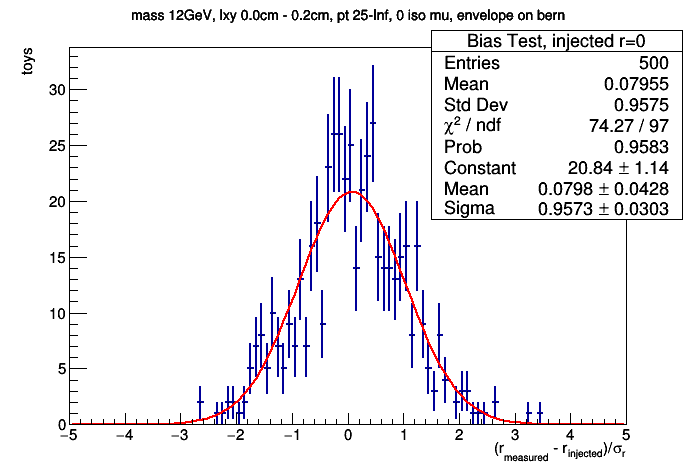 mass 12GeV, lxy 0.0cm - 0.2cm, pt 25-Inf, 0 iso mu, envelope on bern
Bias Test, injected r=0
Entries 500
Mean 0.07955
Std Dev 0.9575
χ² / ndf 74.27 / 97
Prob 0.9583
Constant 20.84 ± 1.14
Mean 0.0798 ± 0.0428
Sigma 0.9573 ± 0.0303
toys
30
25
20
15
10
5
0
−5 −4 −3 −2 −1 0 1 2 3 4 5
(r_measured - r_injected)/σ_r